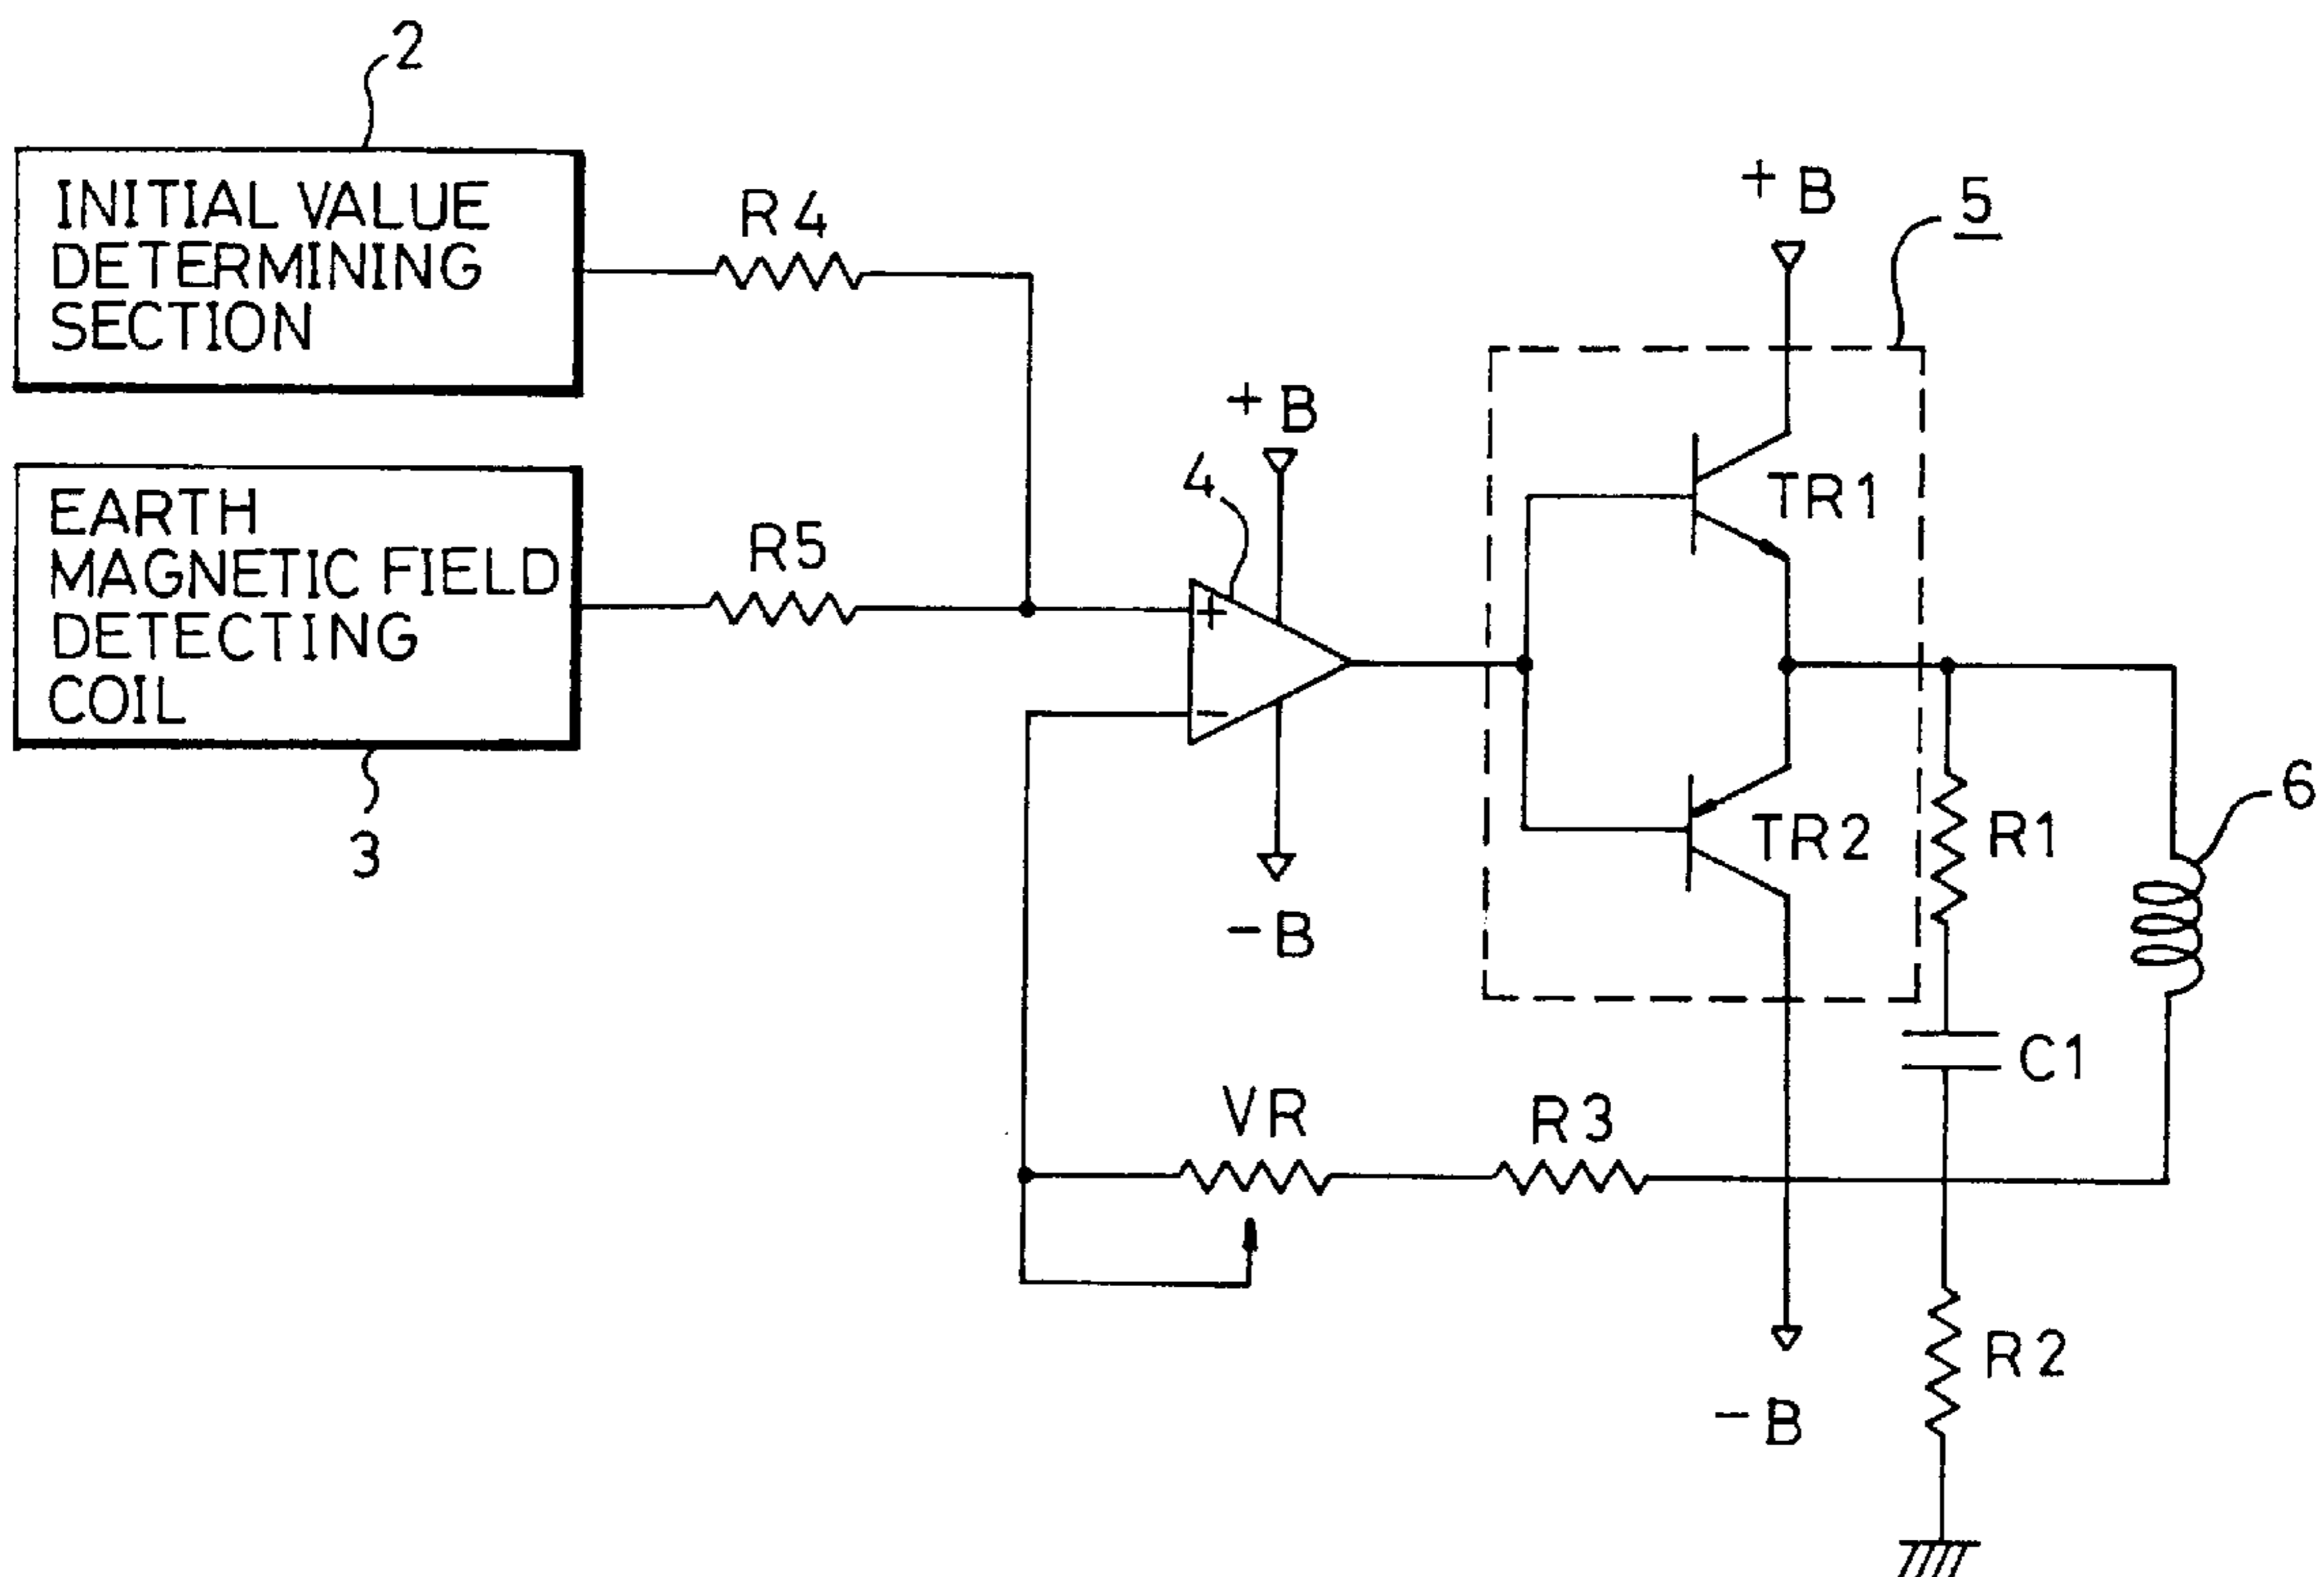 2
INITIAL VALUE
DETERMINING
SECTION
R4
+B
5
+B
4
TR1
EARTH
MAGNETIC FIELD
DETECTING
COIL
R5
+
-
3
TR2
R1
6
-B
C1
VR
R3
R2
-B